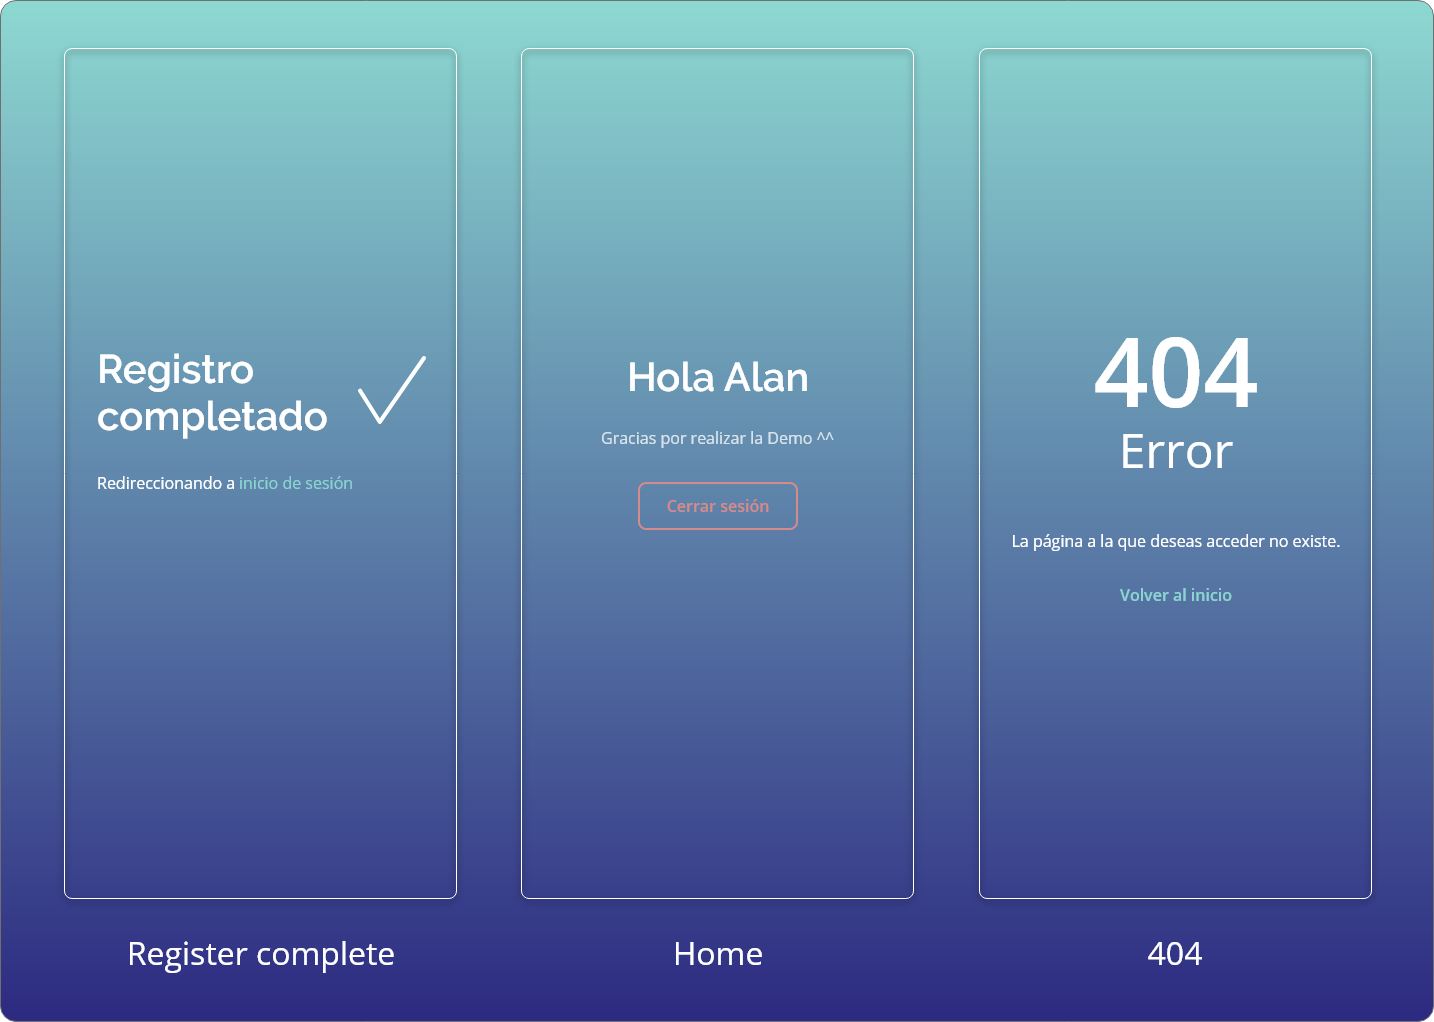 Registro
completado
Redireccionando a inicio de sesión
Hola Alan
Gracias por realizar la Demo ^^
Cerrar sesión
404
Error
La página a la que deseas acceder no existe.
Volver al inicio
Register complete
Home
404